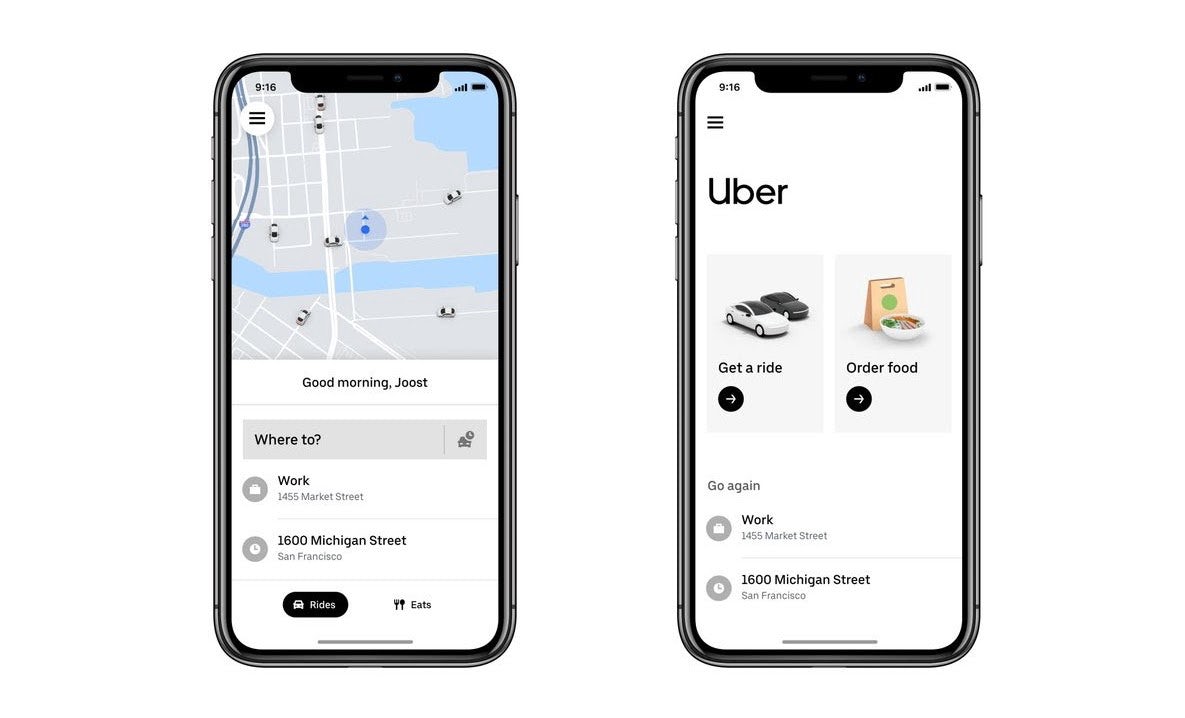 9:16
Good morning, Joost
Where to?
Work
1455 Market Street
1600 Michigan Street
San Francisco
Rides
Eats
9:16
Uber
Get a ride
Order food
Go again
Work
1455 Market Street
1600 Michigan Street
San Francisco